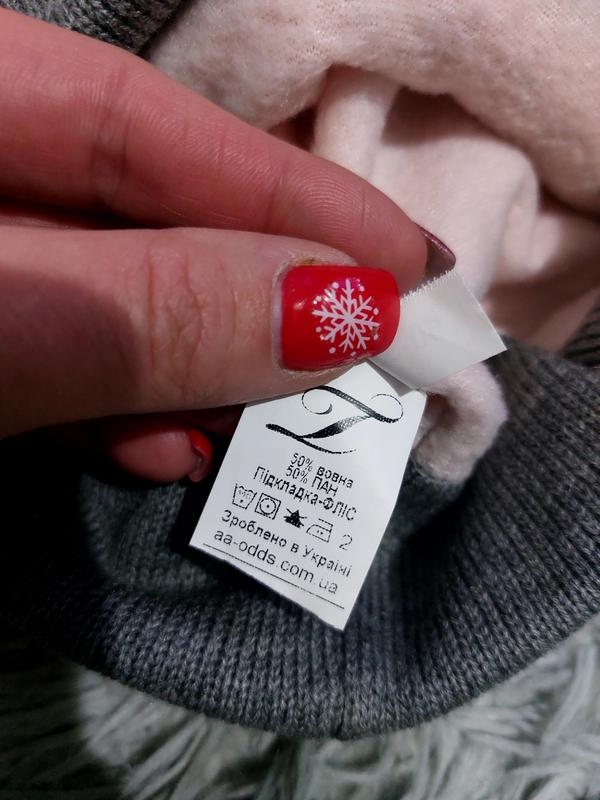 50% вовна
50% ПАН
Підкладка-ФЛІС
2
Зроблено в Україні
aa-odds.com.ua